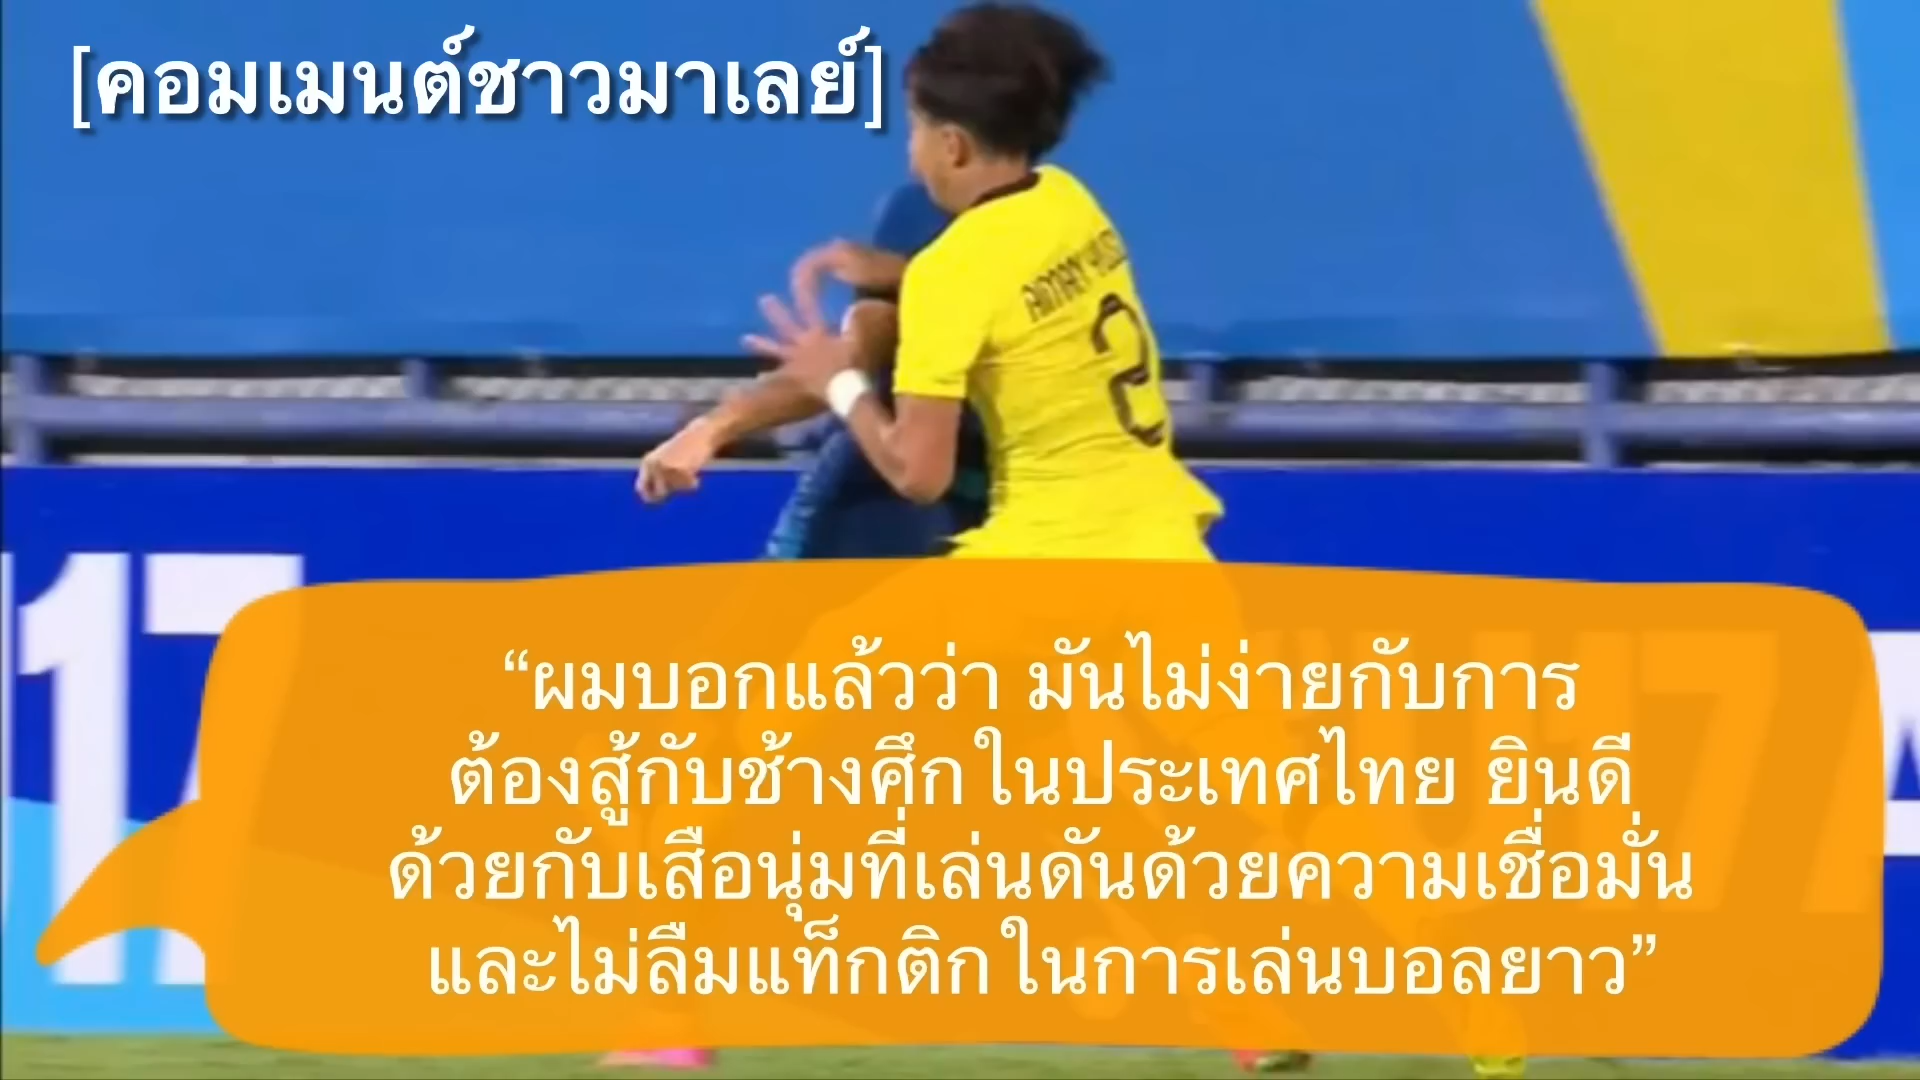 [คอมเมนต์ชาวมาเลย์]
2
17
“ผมบอกแล้วว่า มันไม่ง่ายกับการ
ต้องสู้กับช้างศึกในประเทศไทย ยินดี
ด้วยกับเสือนุ่มที่เล่นดันด้วยความเชื่อมั่น
และไม่ลืมแท็กติกในการเล่นบอลยาว”